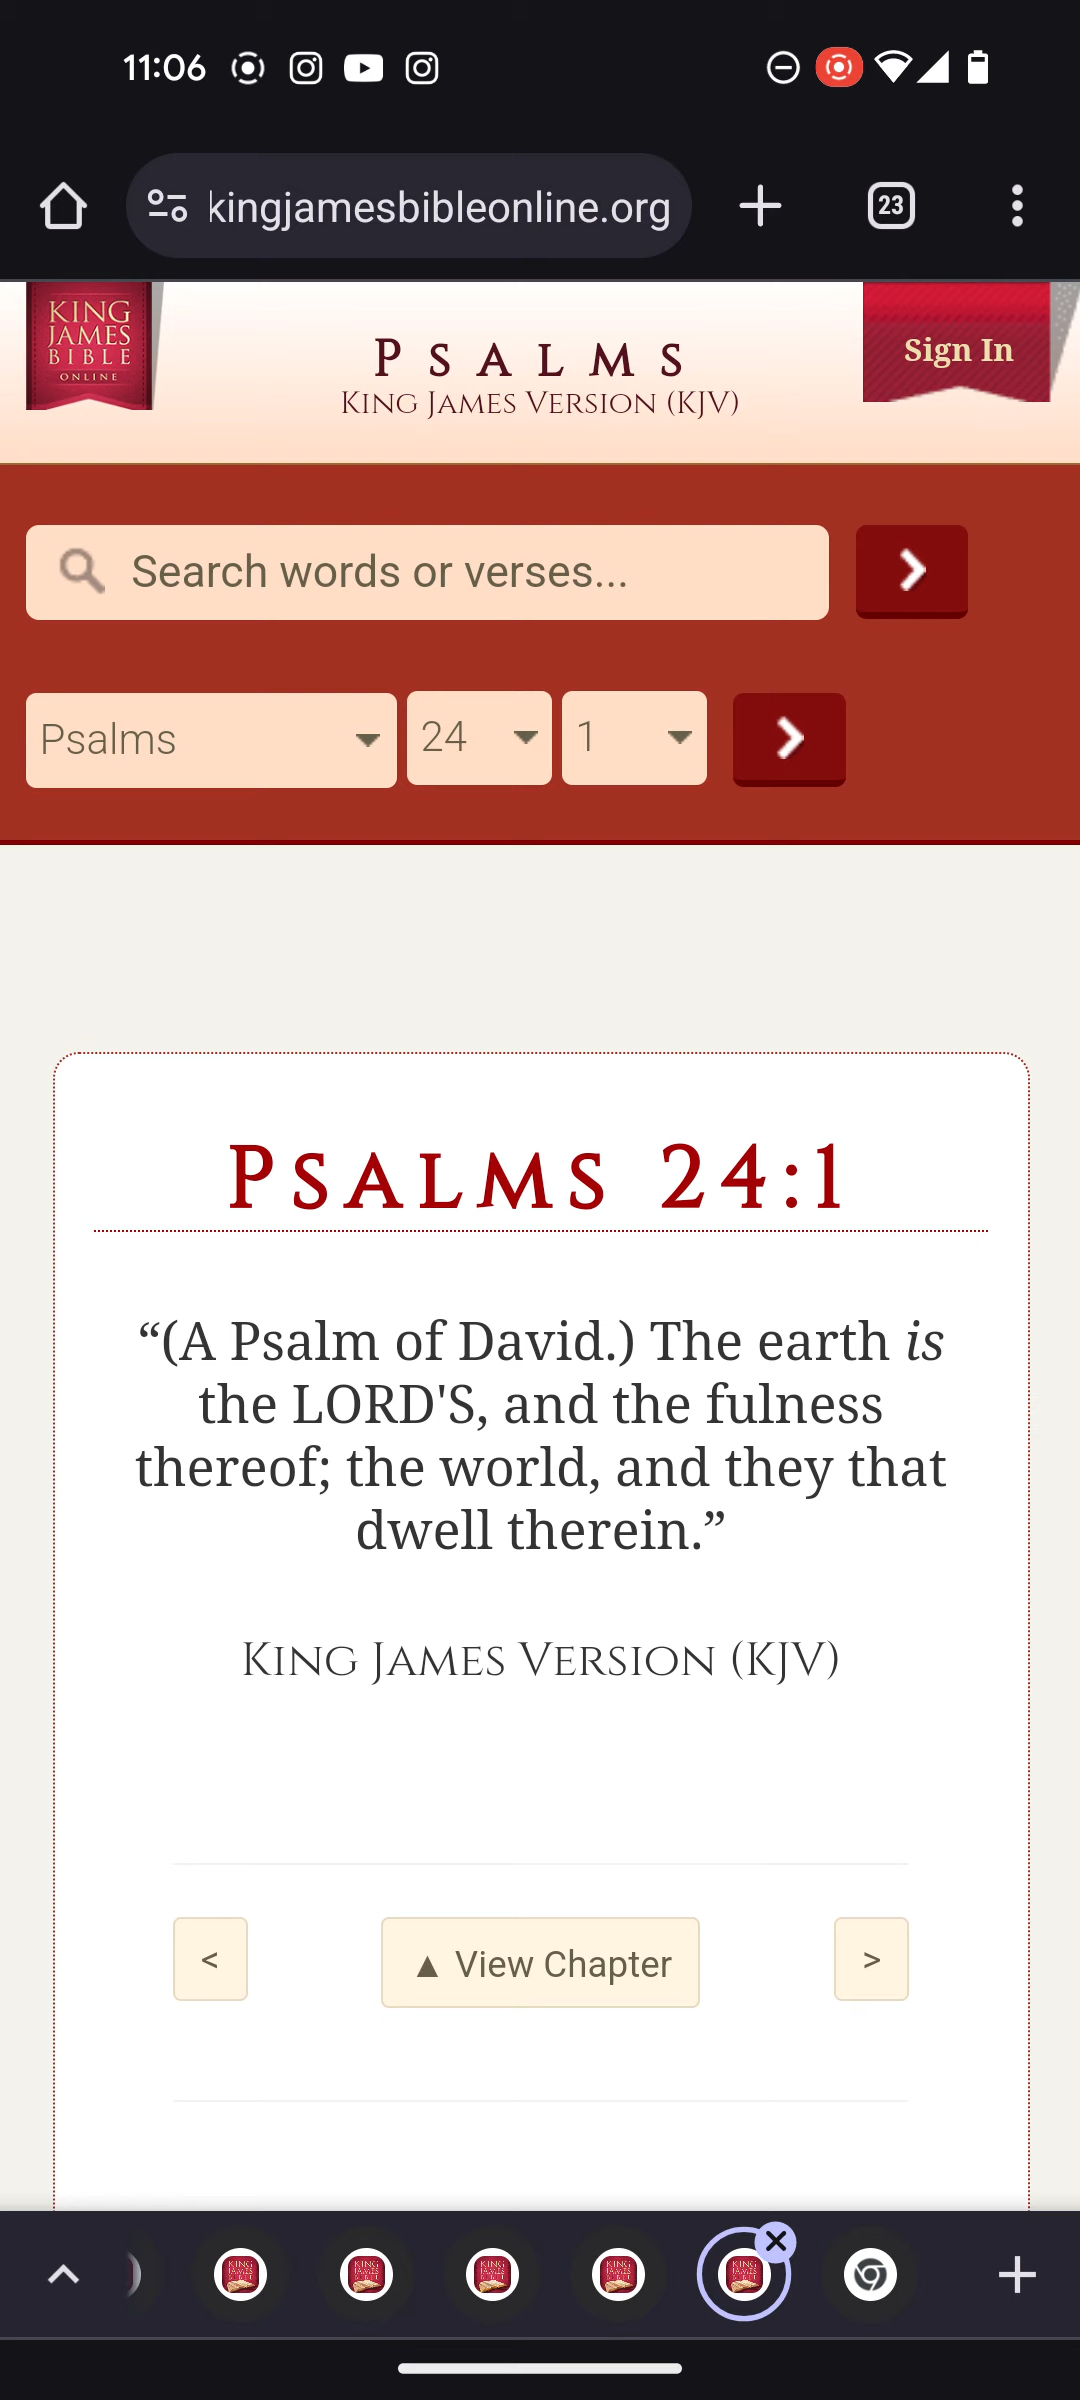 11:06
kingjamesbibleonline.org
23
KING
JAMES
BIBLE
ONLINE
PSALMS
KING JAMES VERSION (KJV)
Sign In
Search words or verses...
Psalms
24
1
PSALMS 24:1
“(A Psalm of David.) The earth is
the LORD'S, and the fulness
thereof; the world, and they that
dwell therein.”
KING JAMES VERSION (KJV)
<
▲ View Chapter
>